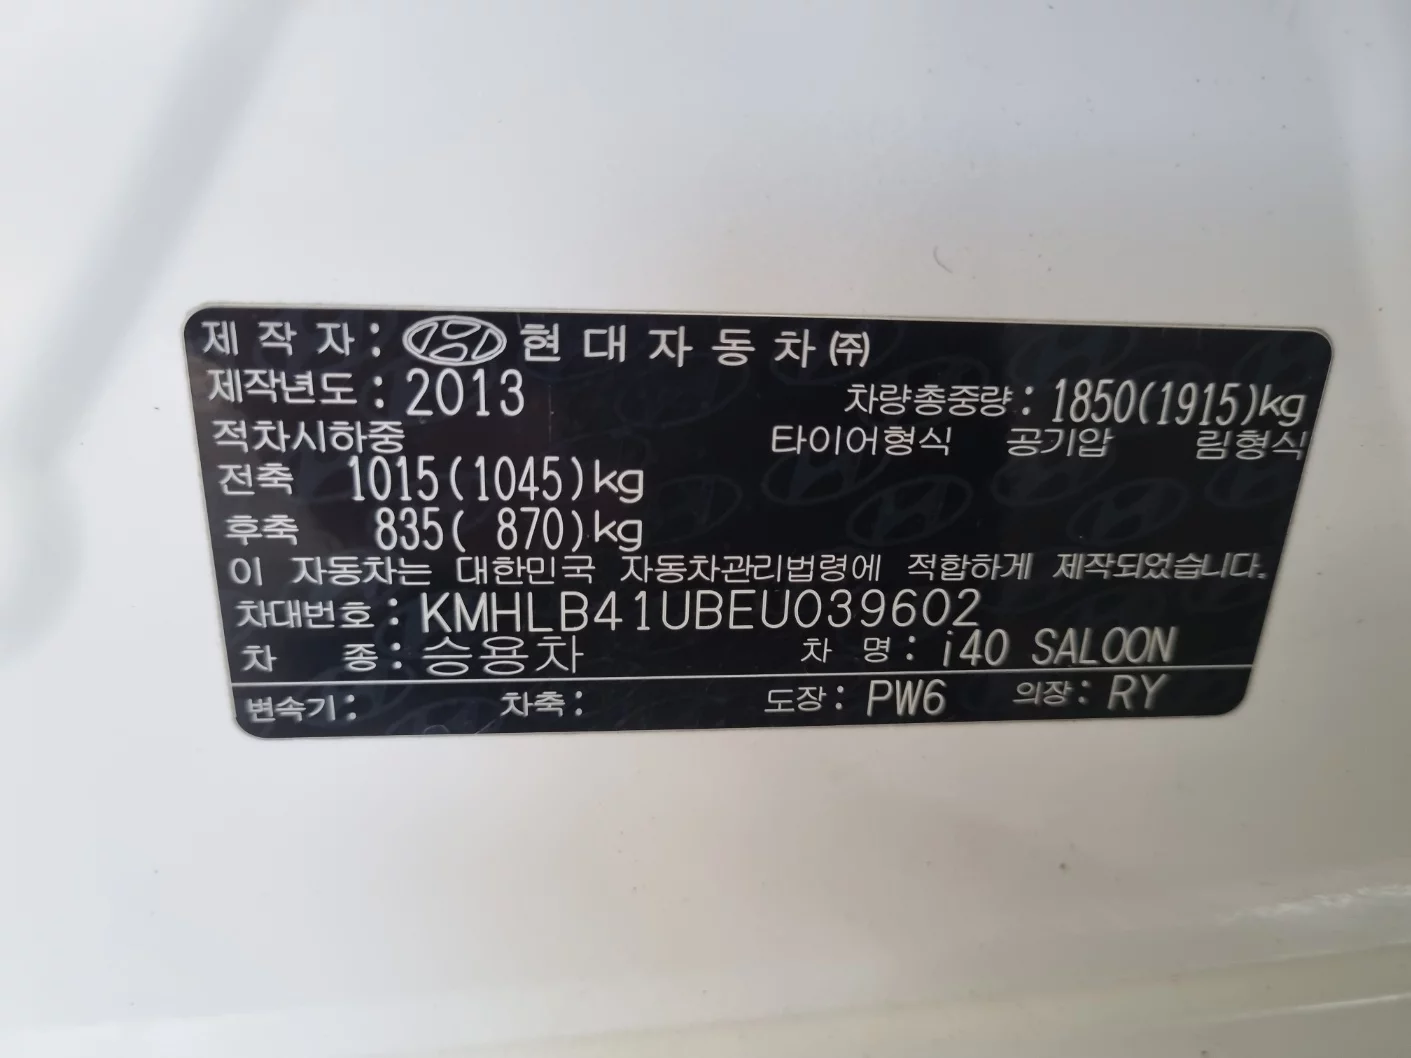 제 작 자 : 현 대 자 동 차 ㈜
제작년도 : 2013 차량총중량 : 1850(1915)kg
적차시하중 타이어형식 공기압 림형식
전축 1015(1045)kg
후축 835( 870)kg
이 자동차는 대한민국 자동차관리법령에 적합하게 제작되었습니다.
차대번호 : KMHLB41UBEU039602
차 종 : 승용차 차 명 : i40 SALOON
변속기 : 차축 : 도장 : PW6 의장 : RY